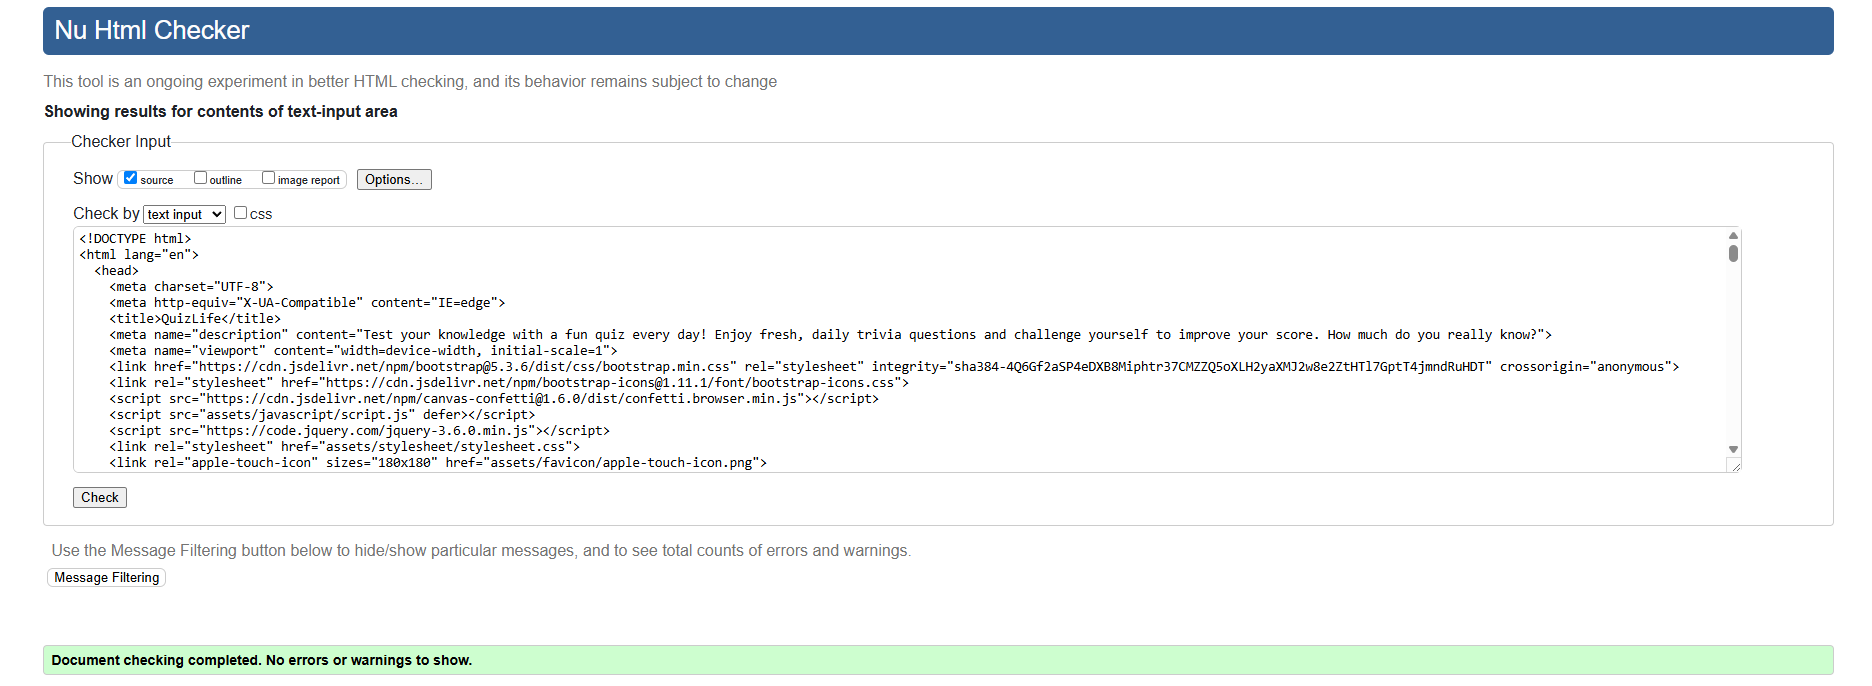 Nu Html Checker
This tool is an ongoing experiment in better HTML checking, and its behavior remains subject to change
Showing results for contents of text-input area
Checker Input
Show source outline image report Options...
Check by text input css
<!DOCTYPE html>
<html lang="en">
  <head>
    <meta charset="UTF-8">
    <meta http-equiv="X-UA-Compatible" content="IE=edge">
    <title>QuizLife</title>
    <meta name="description" content="Test your knowledge with a fun quiz every day! Enjoy fresh, daily trivia questions and challenge yourself to improve your score. How much do you really know?">
    <meta name="viewport" content="width=device-width, initial-scale=1">
    <link href="https://cdn.jsdelivr.net/npm/bootstrap@5.3.6/dist/css/bootstrap.min.css" rel="stylesheet" integrity="sha384-4Q6Gf2aSP4eDXB8Miphtr37CMZZQ5oXLH2yaXMJ2w8e2ZtHTl7GptT4jmndRuHDT" crossorigin="anonymous">
    <link rel="stylesheet" href="https://cdn.jsdelivr.net/npm/bootstrap-icons@1.11.1/font/bootstrap-icons.css">
    <script src="https://cdn.jsdelivr.net/npm/canvas-confetti@1.6.0/dist/confetti.browser.min.js"></script>
    <script src="assets/javascript/script.js" defer></script>
    <script src="https://code.jquery.com/jquery-3.6.0.min.js"></script>
    <link rel="stylesheet" href="assets/stylesheet/stylesheet.css">
    <link rel="apple-touch-icon" sizes="180x180" href="assets/favicon/apple-touch-icon.png">
Check
Use the Message Filtering button below to hide/show particular messages, and to see total counts of errors and warnings.
Message Filtering
Document checking completed. No errors or warnings to show.